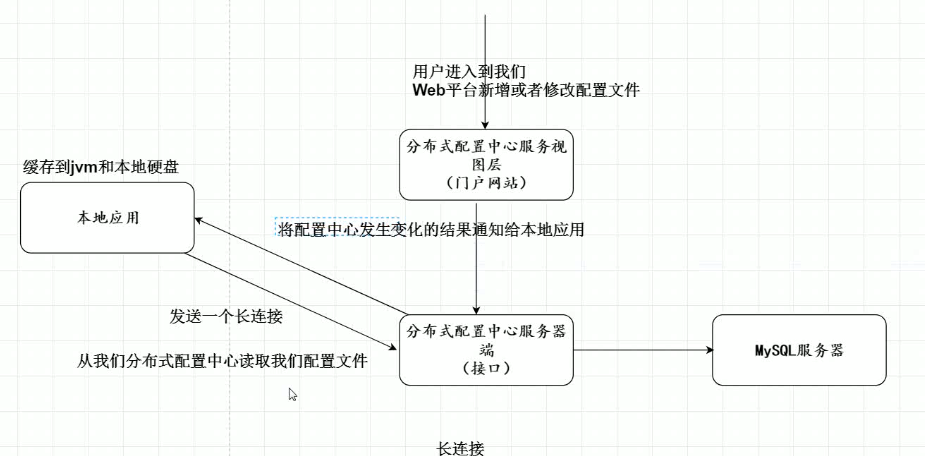 用户进入到我们
Web平台新增或者修改配置文件
分布式配置中心服务视
图层
（门户网站）
缓存到jvm和本地硬盘
本地应用
将配置中心发生变化的结果通知给本地应用
发送一个长连接
分布式配置中心服务器
端
（接口）
MySQL服务器
从我们分布式配置中心读取我们配置文件
长连接